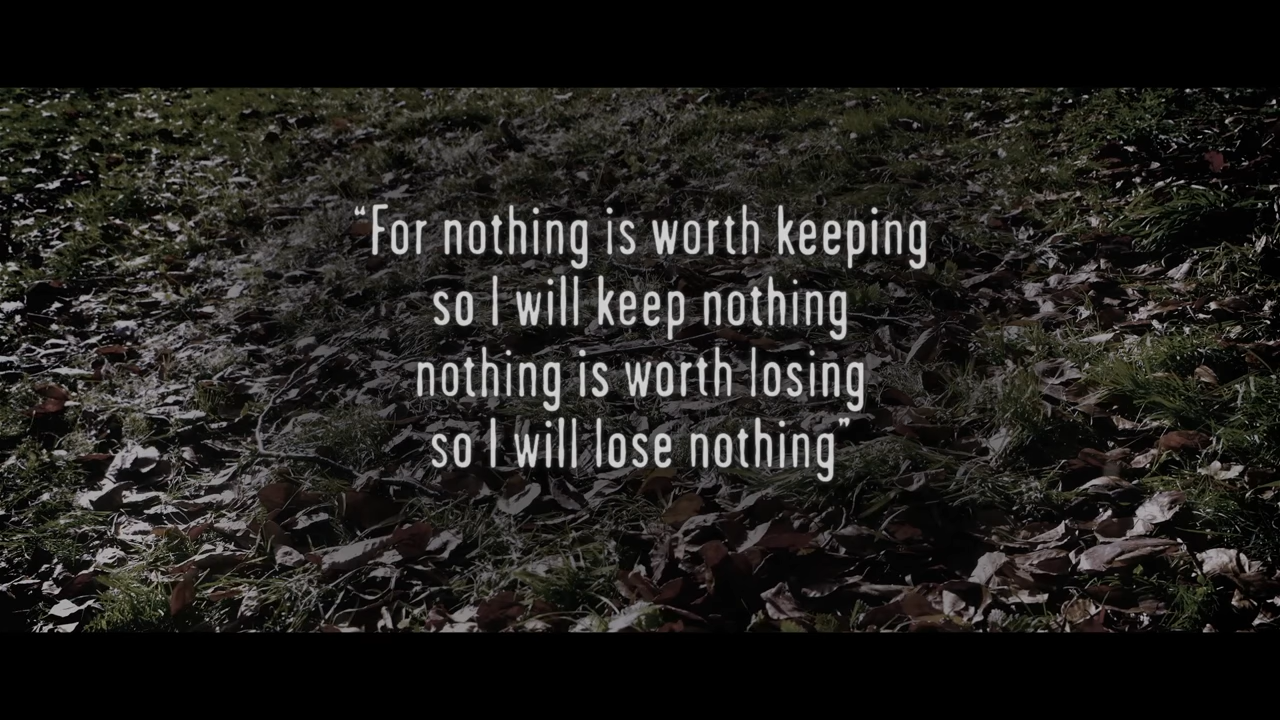 “For nothing is worth keeping
so I will keep nothing
nothing is worth losing
so I will lose nothing”